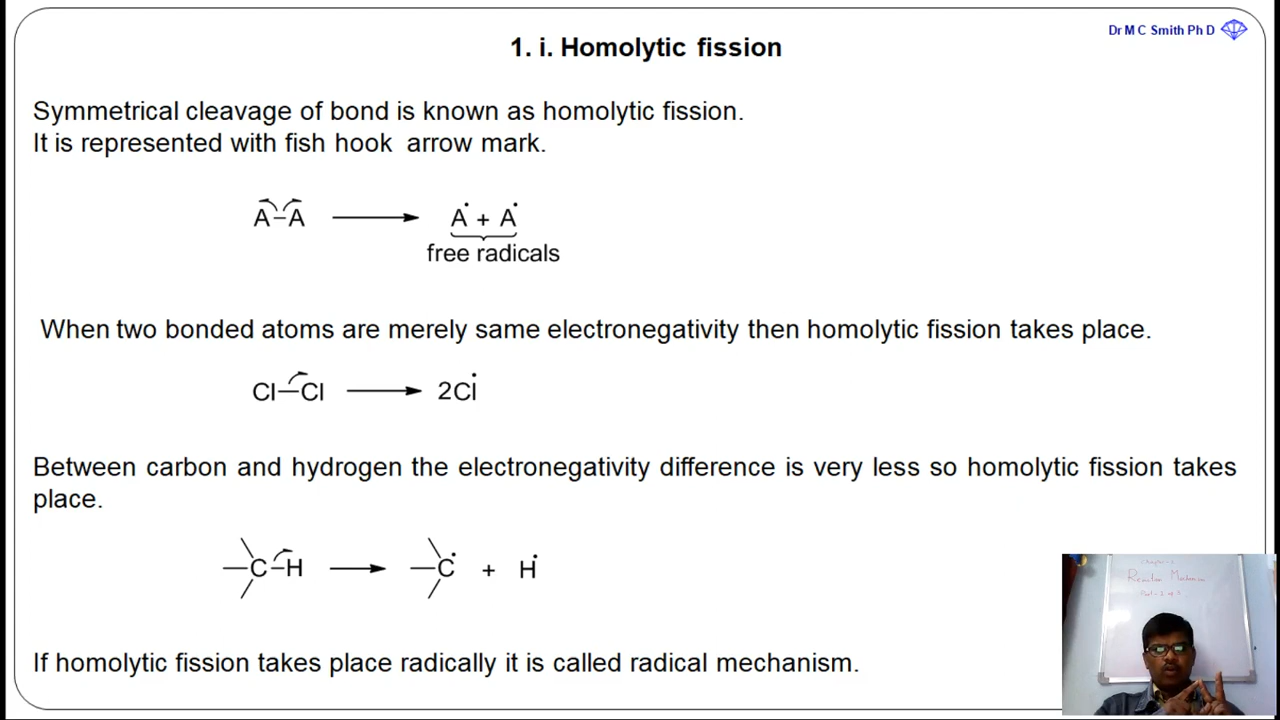 Dr M C Smith Ph D
1. i. Homolytic fission
Symmetrical cleavage of bond is known as homolytic fission.
It is represented with fish hook arrow mark.
A–A A• + A•
free radicals
When two bonded atoms are merely same electronegativity then homolytic fission takes place.
Cl–Cl 2Cl•
Between carbon and hydrogen the electronegativity difference is very less so homolytic fission takes
place.
–C–H –C• + H•
If homolytic fission takes place radically it is called radical mechanism.